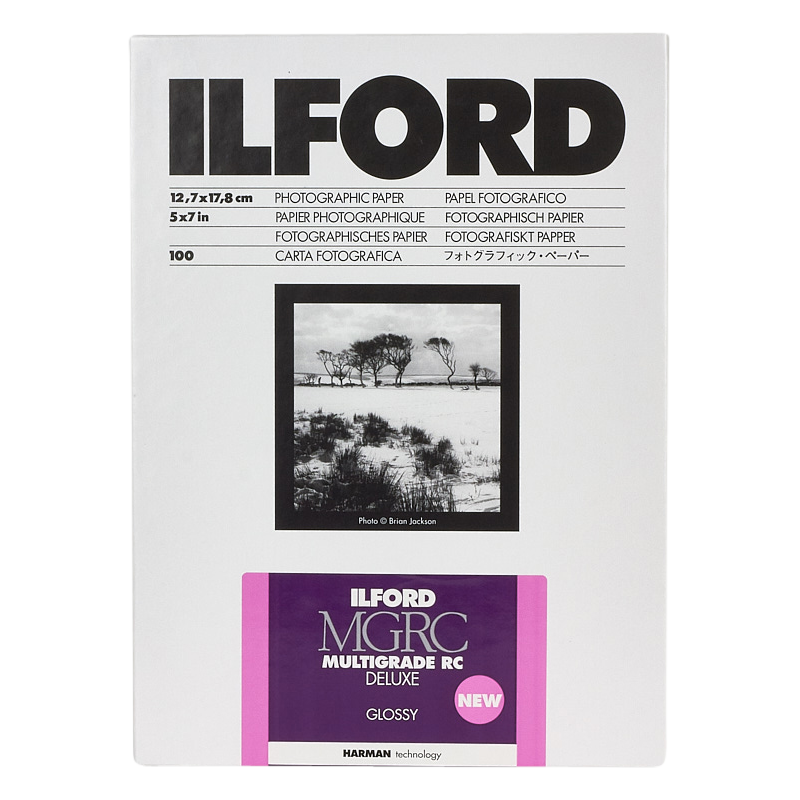 ILFORD
12,7x17,8 cm PHOTOGRAPHIC PAPER PAPEL FOTOGRAFICO
5x7 in PAPIER PHOTOGRAPHIQUE FOTOGRAPHISCH PAPIER
FOTOGRAPHISCHES PAPIER FOTOGRAFISKT PAPPER
100 CARTA FOTOGRAFICA フォトグラフィック・ペーパー
Photo © Brian Jackson
ILFORD
MGRC
MULTIGRADE RC
DELUXE
NEW
GLOSSY
HARMAN technology